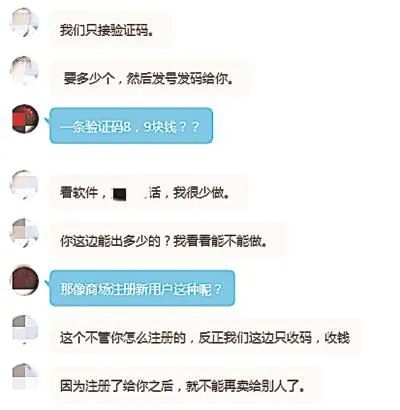 我们只接验证码。
要多少个，然后发号发码给你。
一条验证码8，9块钱？？
看软件， 话，我很少做。
你这边能出多少的？我看看能不能做。
那像商场注册新用户这种呢？
这个不管你怎么注册的，反正我们这边只收码，收钱
因为注册了给你之后，就不能再卖给别人了。